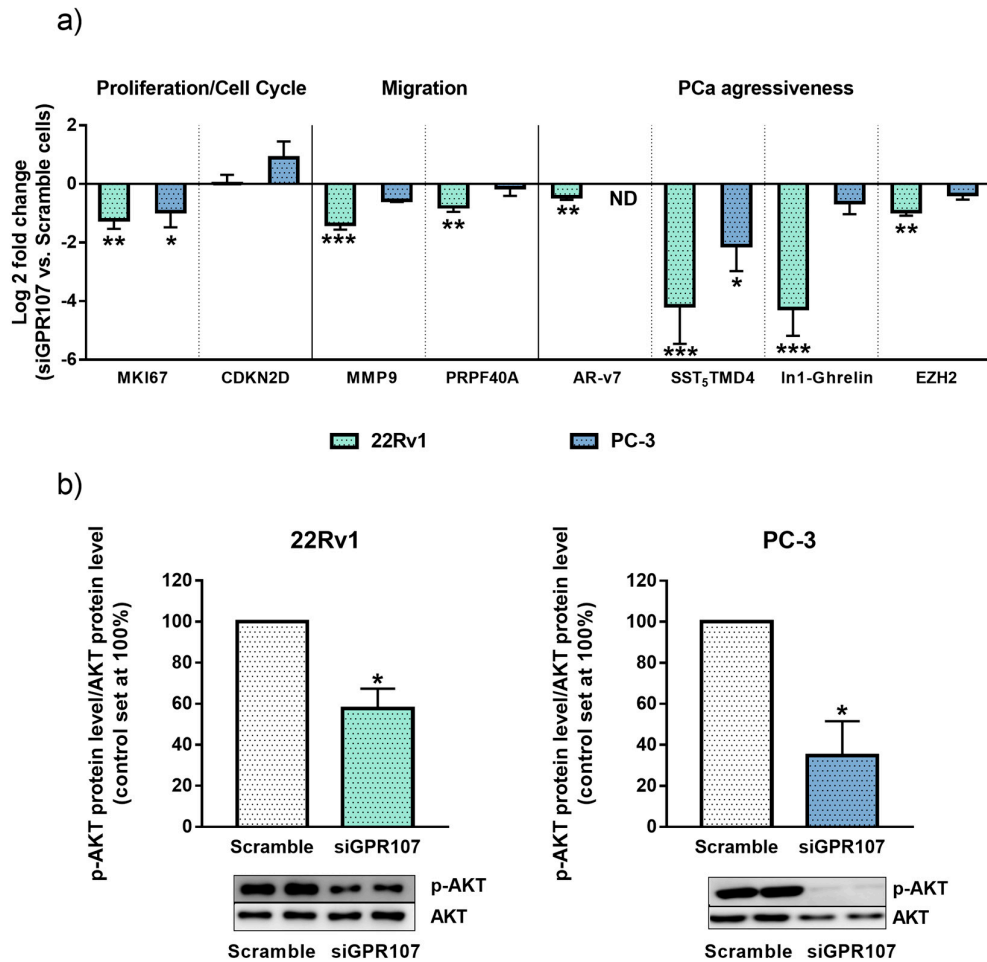 a)
Proliferation/Cell Cycle Migration PCa agressiveness
Log 2 fold change
(siGPR107 vs. Scramble cells)
2
0
-2
-4
-6
** * *** ** ** ND *** * *** **
MKI67 CDKN2D MMP9 PRPF40A AR-v7 SST5TMD4 In1-Ghrelin EZH2
22Rv1 PC-3
b)
22Rv1
p-AKT protein level/AKT protein level
(control set at 100%)
120
100
80
60
40
20
0
*
Scramble siGPR107
p-AKT
AKT
Scramble siGPR107
PC-3
p-AKT protein level/AKT protein level
(control set at 100%)
120
100
80
60
40
20
0
*
Scramble siGPR107
p-AKT
AKT
Scramble siGPR107